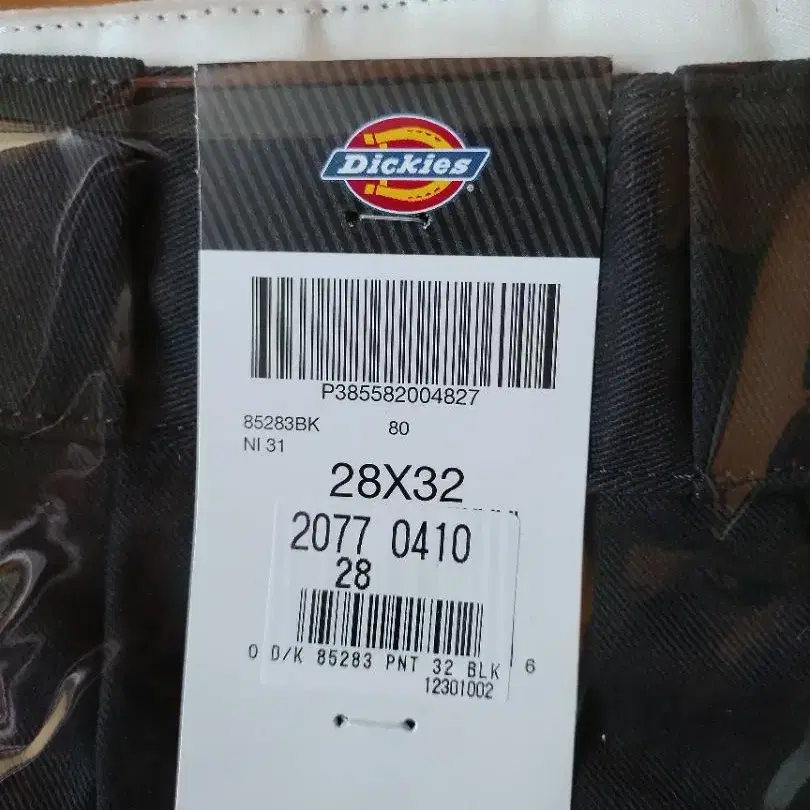 Dickies
P385582004827
85283BK 80
NI 31
28X32
2077 0410
28
0 D/K 85283 PNT 32 BLK 6
12301002